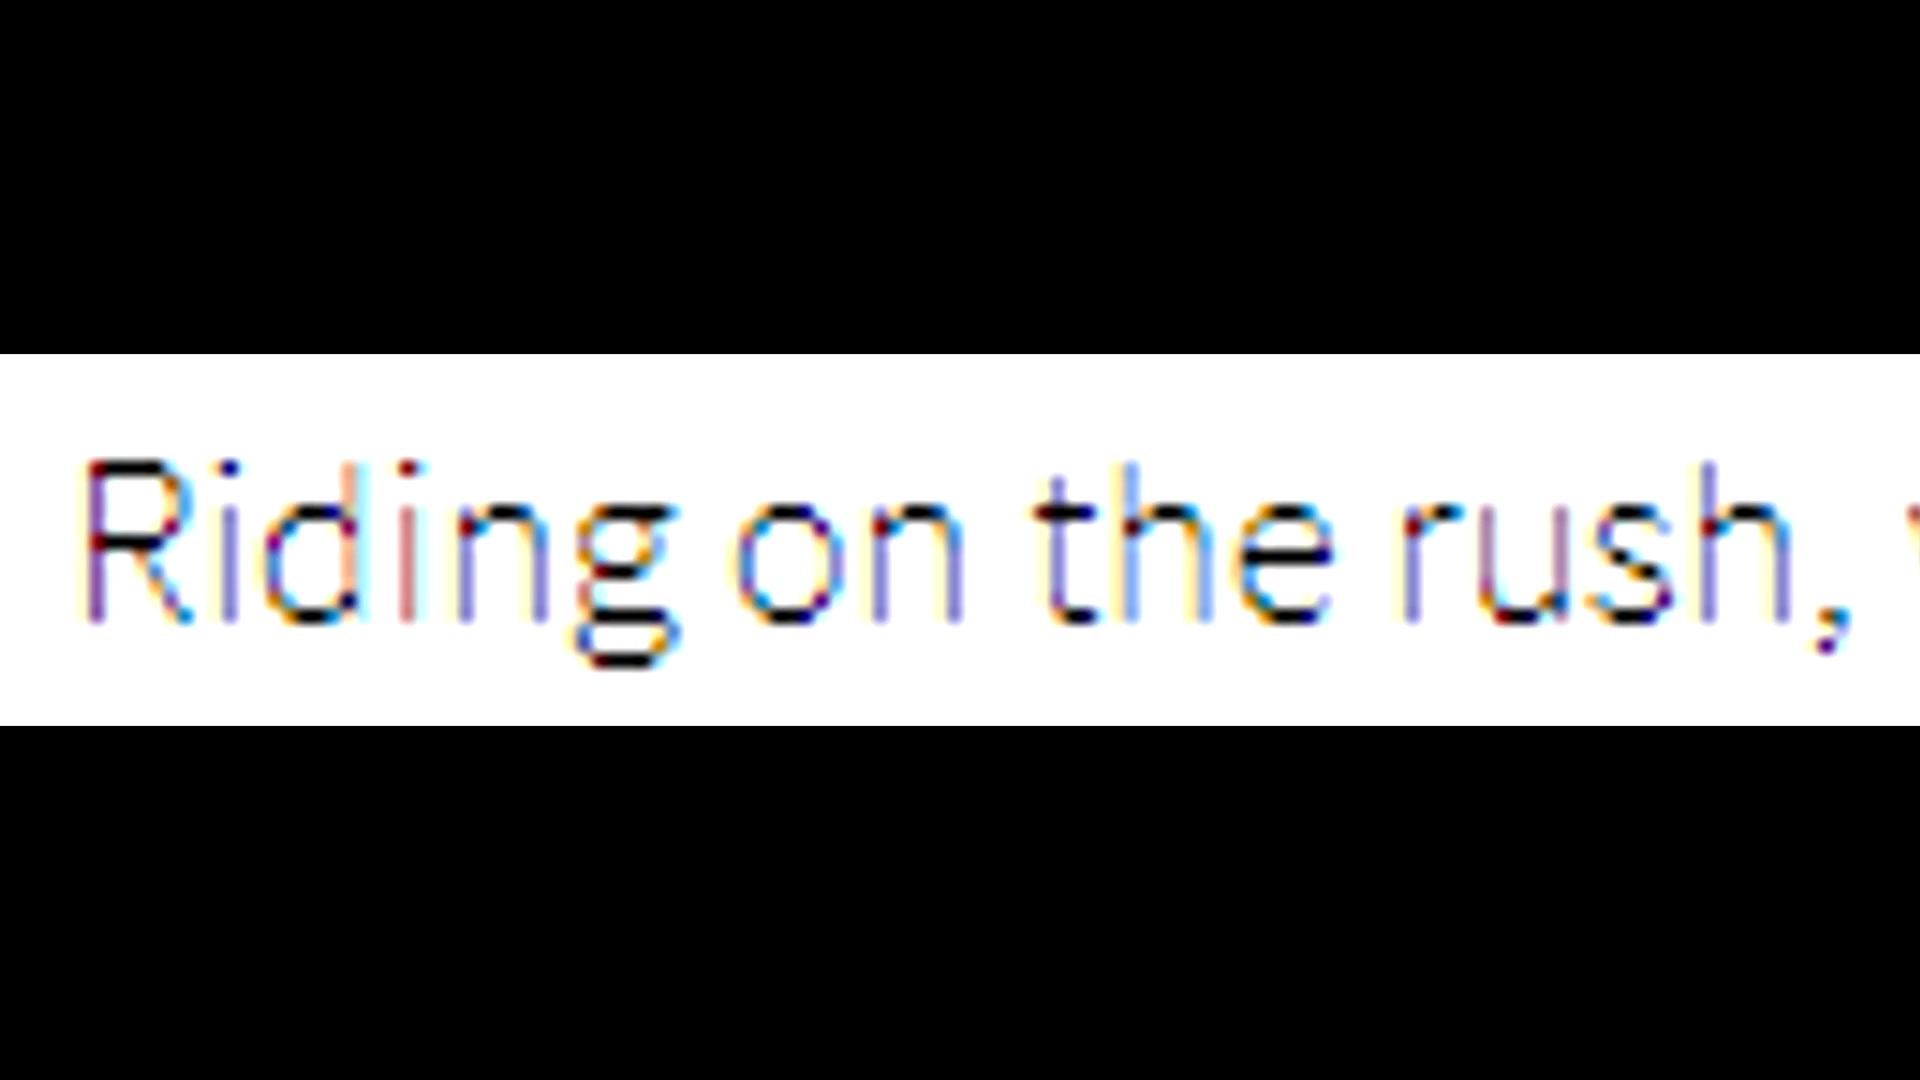 Riding on the rush,